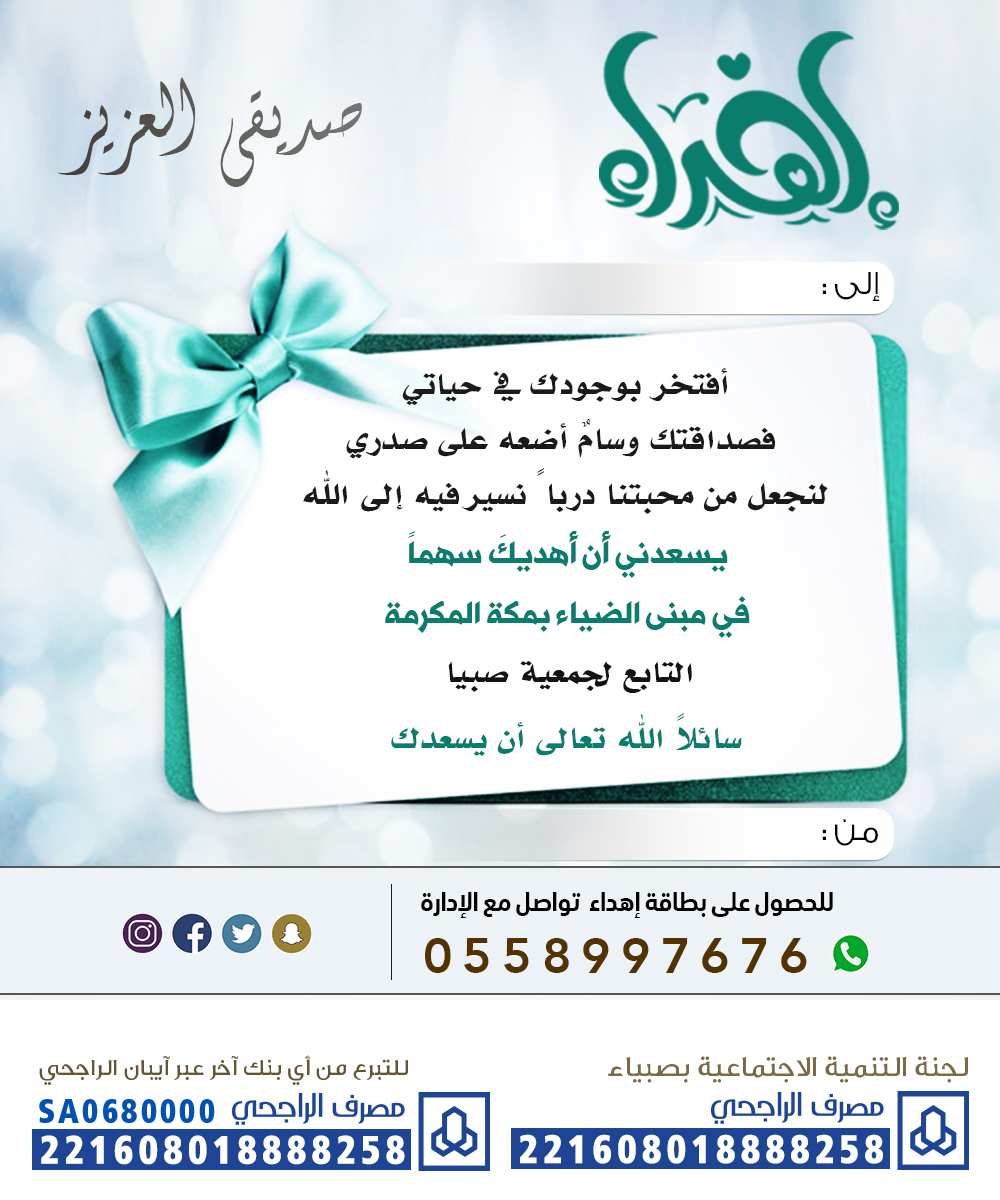 إهداء
صديقي العزيز
إلى :
أفتخر بوجودك في حياتي
فصداقتك وسامٌ أضعه على صدري
لنجعل من محبتنا درباً نسير فيه إلى الله
يسعدني أن أهديكَ سهماً
في مبنى الضياء بمكة المكرمة
التابع لجمعية صبيا
سائلاً الله تعالى أن يسعدك
من :
للحصول على بطاقة إهداء تواصل مع الإدارة
0558997676
لجنة التنمية الاجتماعية بصبياء
مصرف الراجحي
221608018888258
للتبرع من أي بنك آخر عبر آيبان الراجحي
مصرف الراجحي SA0680000
221608018888258